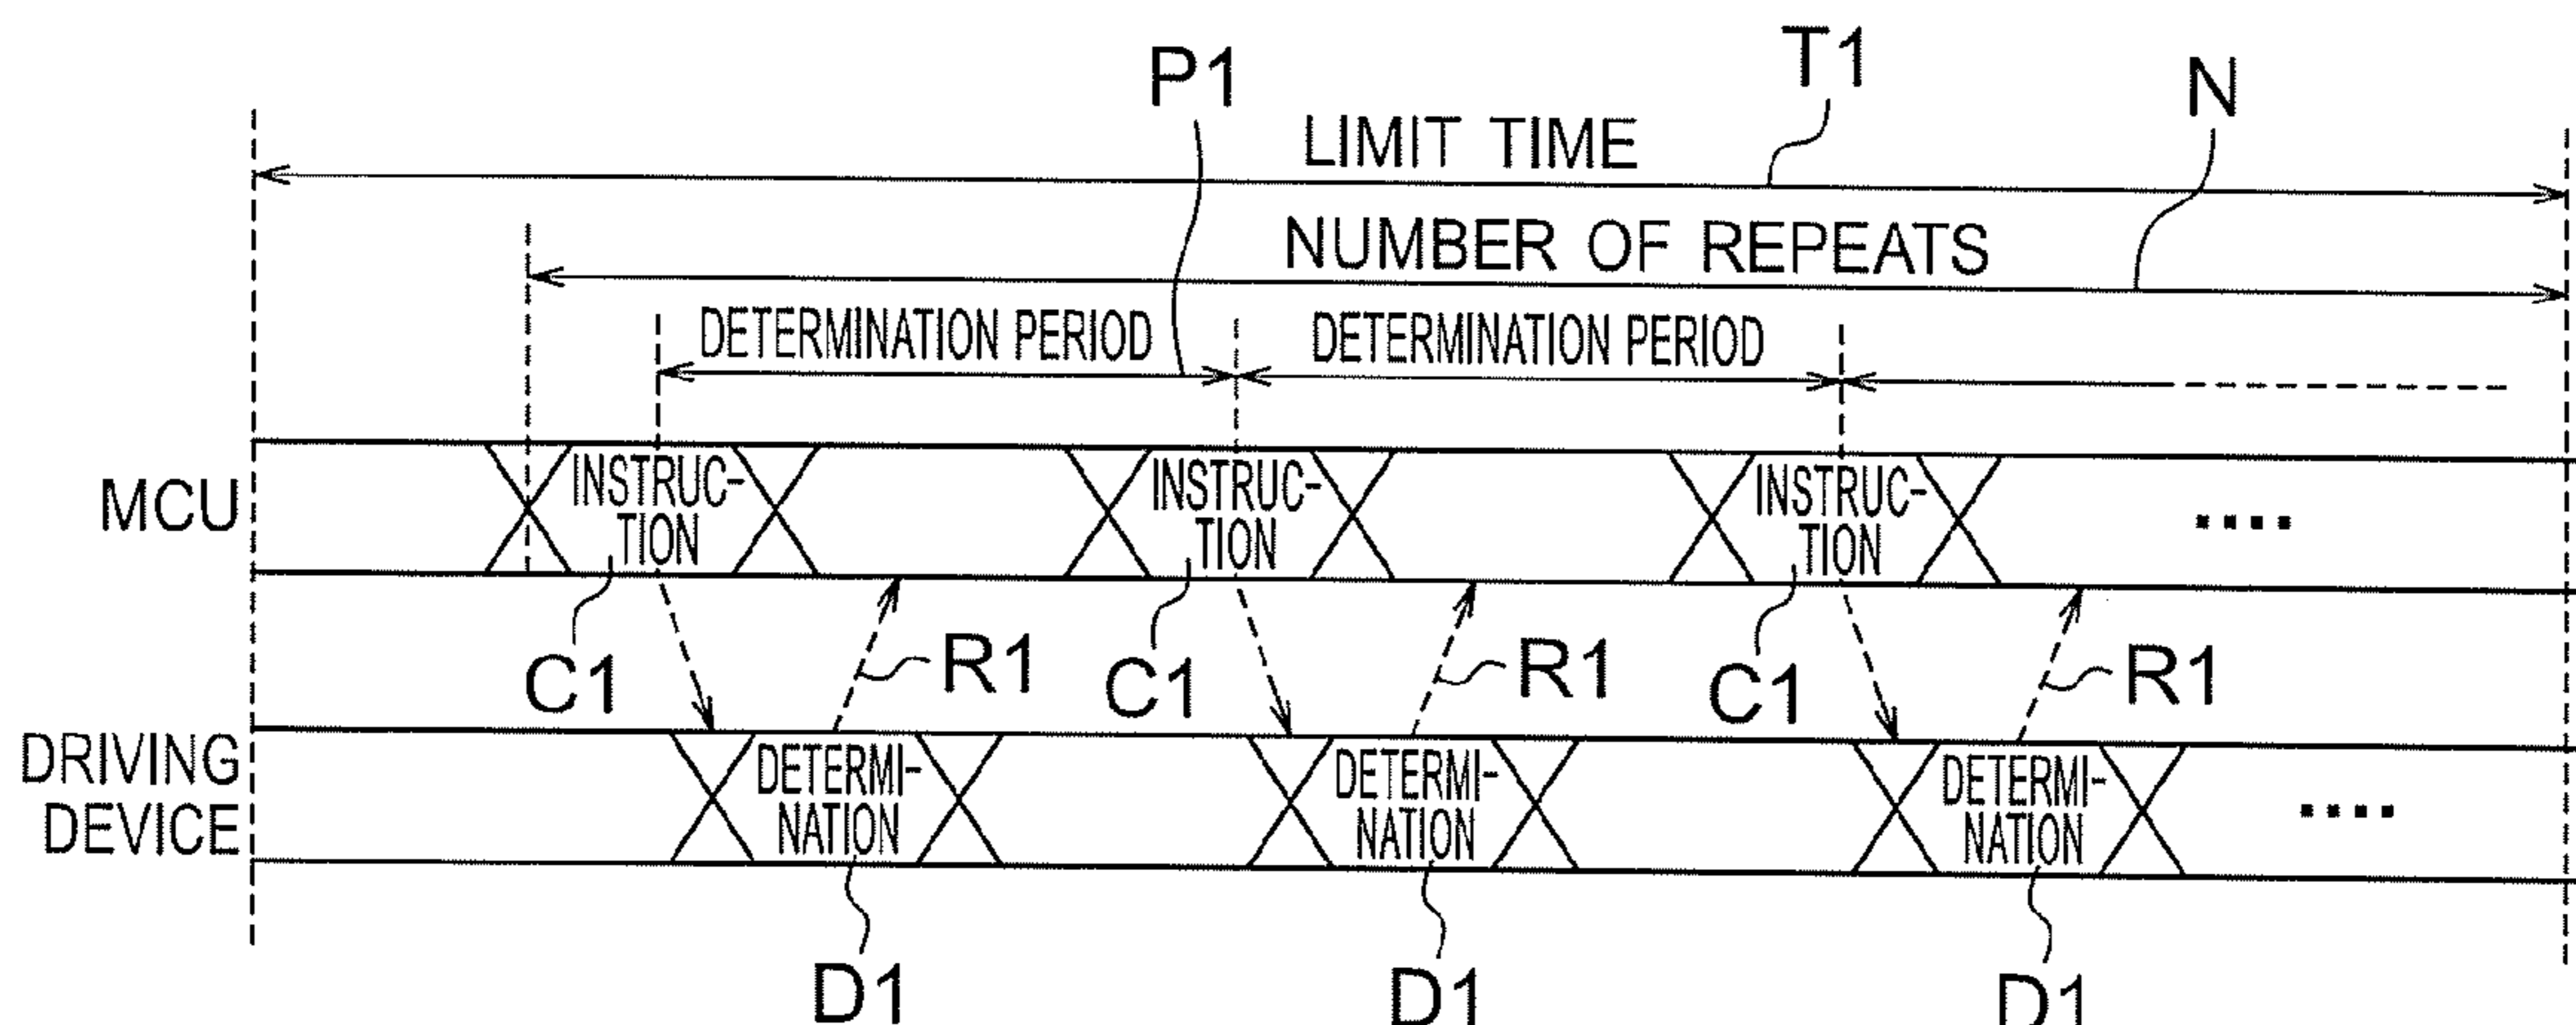 P1
T1
N
LIMIT TIME
NUMBER OF REPEATS
DETERMINATION PERIOD
DETERMINATION PERIOD
MCU
INSTRUC-
TION
INSTRUC-
TION
INSTRUC-
TION
C1
R1
C1
R1
C1
R1
DRIVING
DEVICE
DETERMI-
NATION
DETERMI-
NATION
DETERMI-
NATION
D1
D1
D1